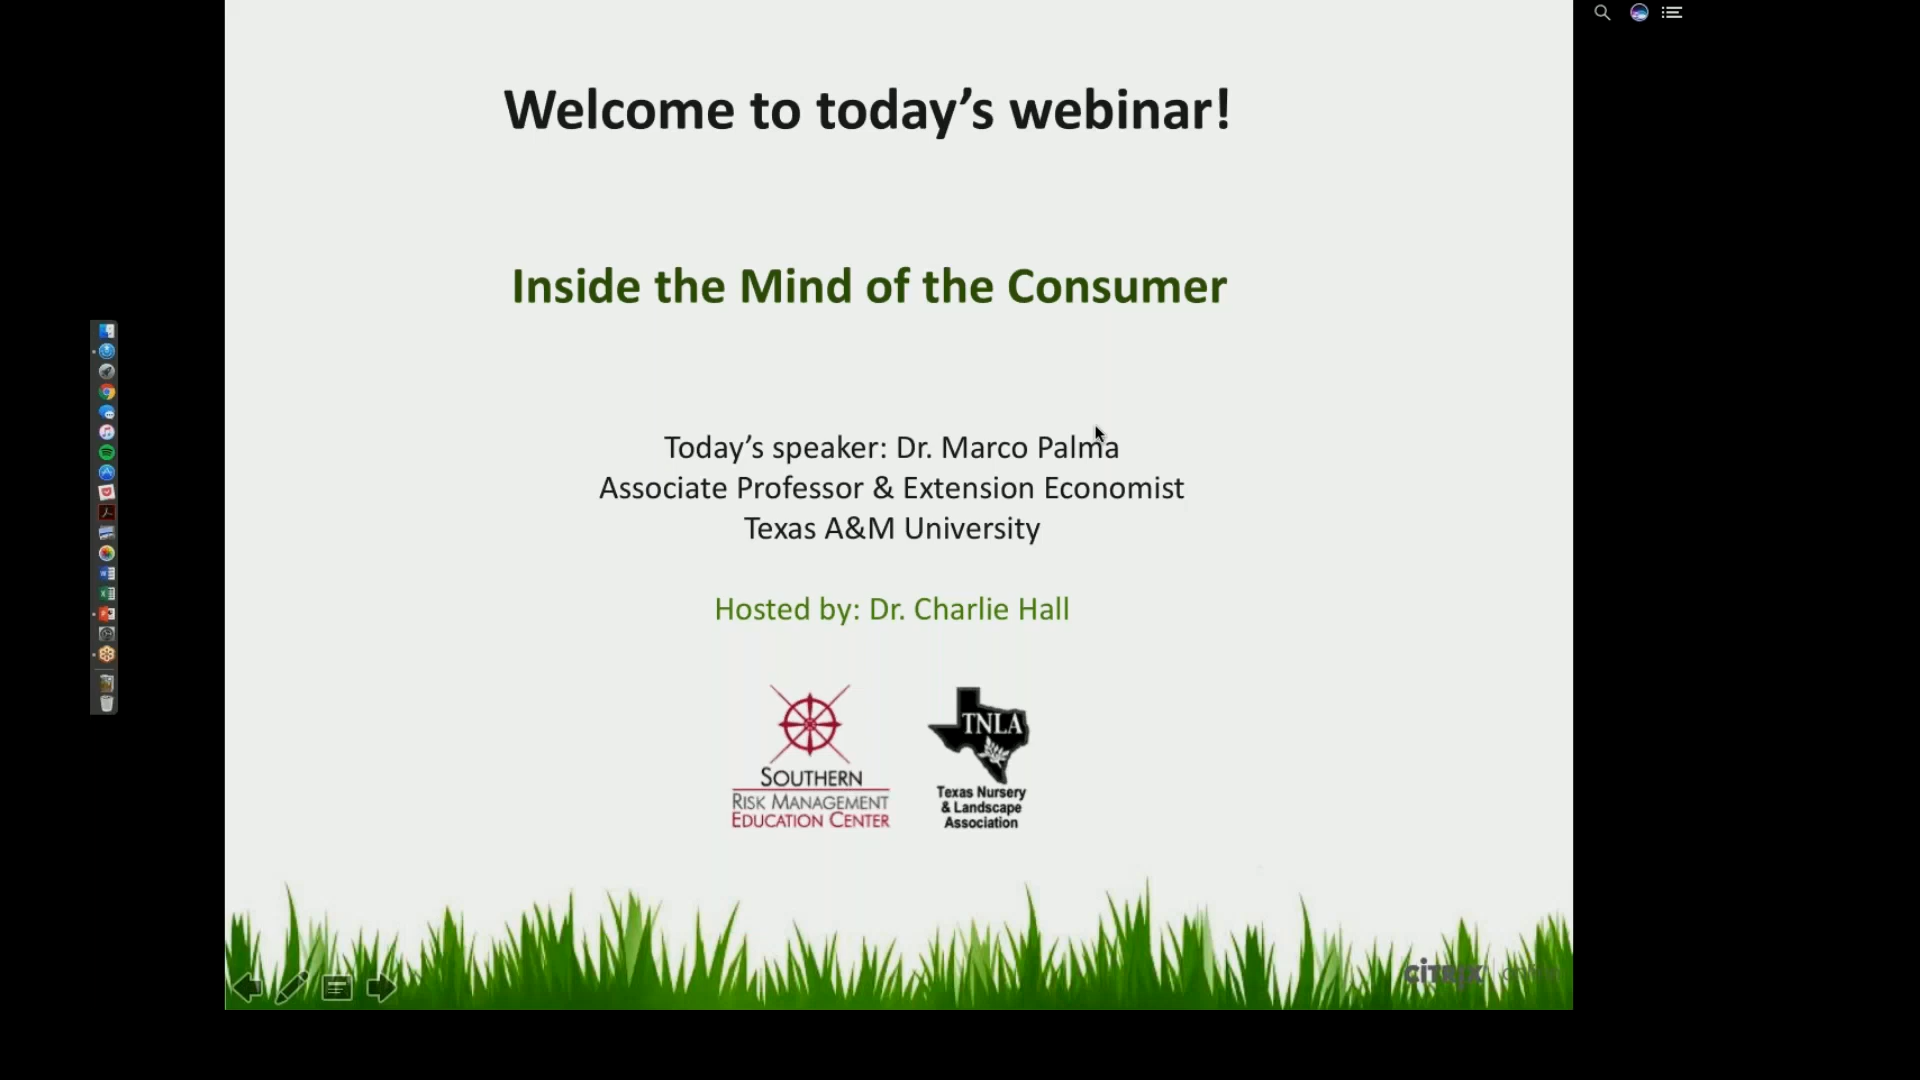 Welcome to today’s webinar!
Inside the Mind of the Consumer
Today’s speaker: Dr. Marco Palma
Associate Professor & Extension Economist
Texas A&M University
Hosted by: Dr. Charlie Hall
SOUTHERN
RISK MANAGEMENT
EDUCATION CENTER
TNLA
Texas Nursery
& Landscape
Association
citrix